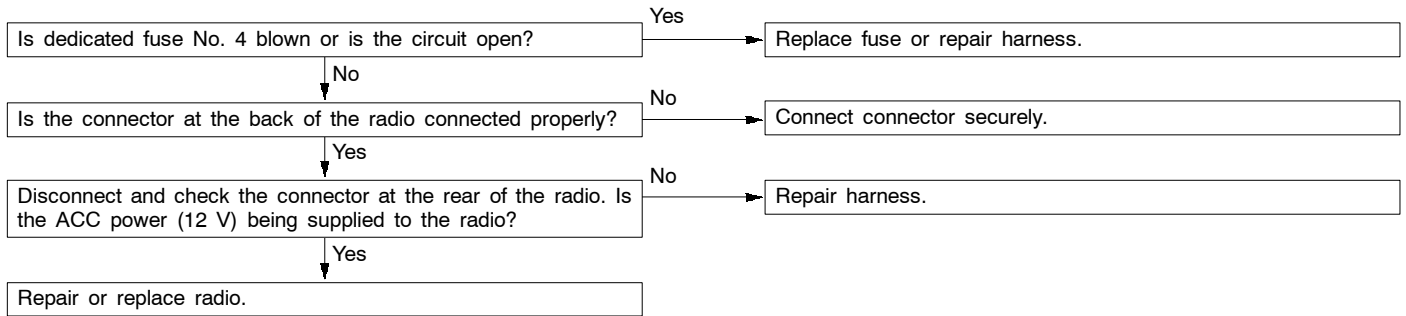 Is dedicated fuse No. 4 blown or is the circuit open?
Yes
Replace fuse or repair harness.
No
Is the connector at the back of the radio connected properly?
No
Connect connector securely.
Yes
Disconnect and check the connector at the rear of the radio. Is
the ACC power (12 V) being supplied to the radio?
No
Repair harness.
Yes
Repair or replace radio.